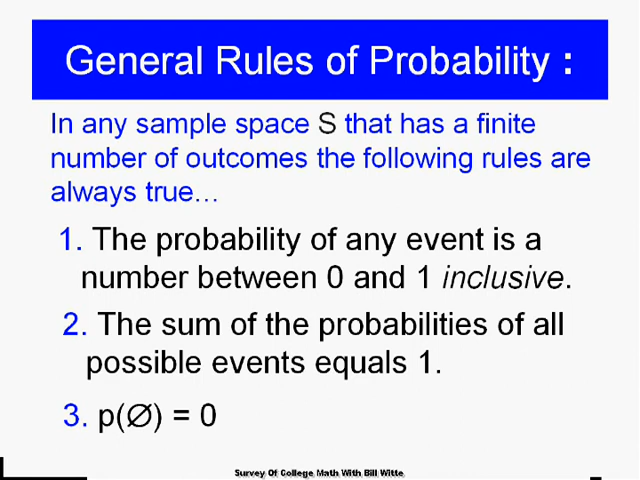 General Rules of Probability :
In any sample space S that has a finite
number of outcomes the following rules are
always true...
1. The probability of any event is a
number between 0 and 1 inclusive.
2. The sum of the probabilities of all
possible events equals 1.
3. p(∅) = 0
Survey Of College Math With Bill Witte